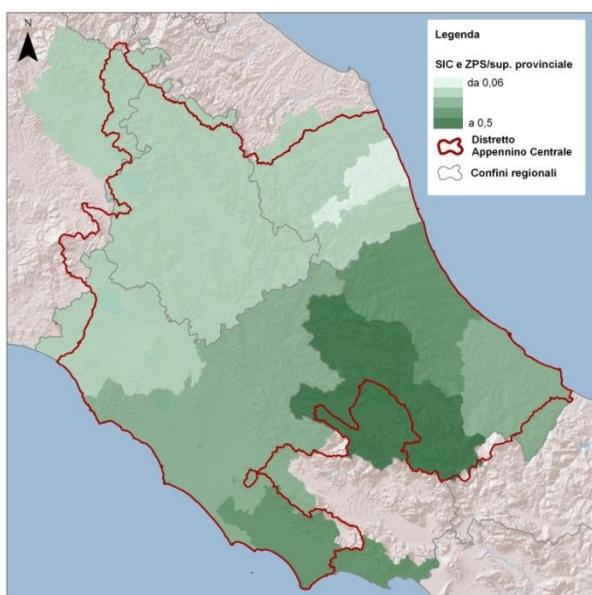 N
Legenda
SIC e ZPS/sup. provinciale
da 0,06
a 0,5
Distretto
Appennino Centrale
Confini regionali